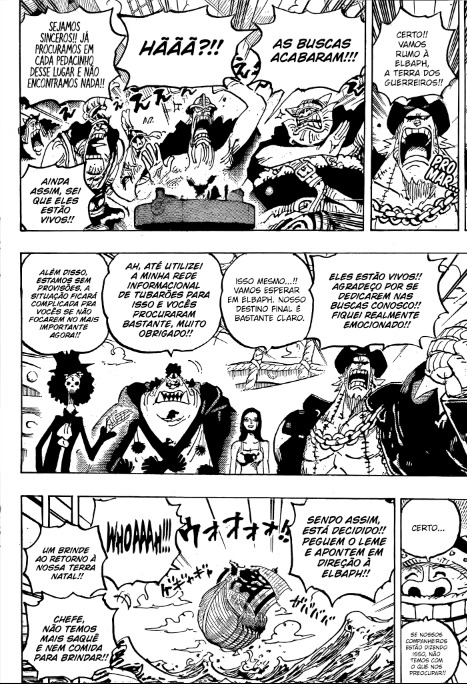 CERTO!!
VAMOS
RUMO À
ELBAPH,
A TERRA DOS
GUERREIROS!!
AS BUSCAS
ACABARAM!!!
HÃÃÃ?!!
SEJAMOS
SINCEROS!! JÁ
PROCURAMOS EM
CADA PEDACINHO
DESSE LUGAR E NÃO
ENCONTRAMOS NADA!!
AINDA
ASSIM, SEI
QUE ELES
ESTÃO
VIVOS!!
ELES ESTÃO VIVOS!!
AGRADEÇO POR SE
DEDICAREM NAS
BUSCAS CONOSCO!!
FIQUEI REALMENTE
EMOCIONADO!!
ISSO MESMO...!!
VAMOS ESPERAR
EM ELBAPH. NOSSO
DESTINO FINAL É
BASTANTE CLARO.
AH, ATÉ UTILIZEI
A MINHA REDE
INFORMACIONAL
DE TUBARÕES PARA
ISSO E VOCÊS
PROCURARAM
BASTANTE, MUITO
OBRIGADO!!
ALÉM DISSO,
ESTAMOS SEM
PROVISÕES. A
SITUAÇÃO FICARÁ
COMPLICADA PRA
VOCÊS SE NÃO
FOCAREM NO MAIS
IMPORTANTE
AGORA!!
CERTO...
SE NOSSOS
COMPANHEIROS
ESTÃO DIZENDO
ISSO, NÃO
TEMOS COM
O QUE NOS
PREOCUPAR!!
SENDO ASSIM,
ESTÁ DECIDIDO!!
PEGUEM O LEME
E APONTEM EM
DIREÇÃO À
ELBAPH!!
ウオオオオ!!
WHOAAAH!!!
UM BRINDE
AO RETORNO À
NOSSA TERRA
NATAL!!
CHEFE,
NÃO TEMOS
MAIS SAQUÊ
E NEM COMIDA
PARA BRINDAR!!